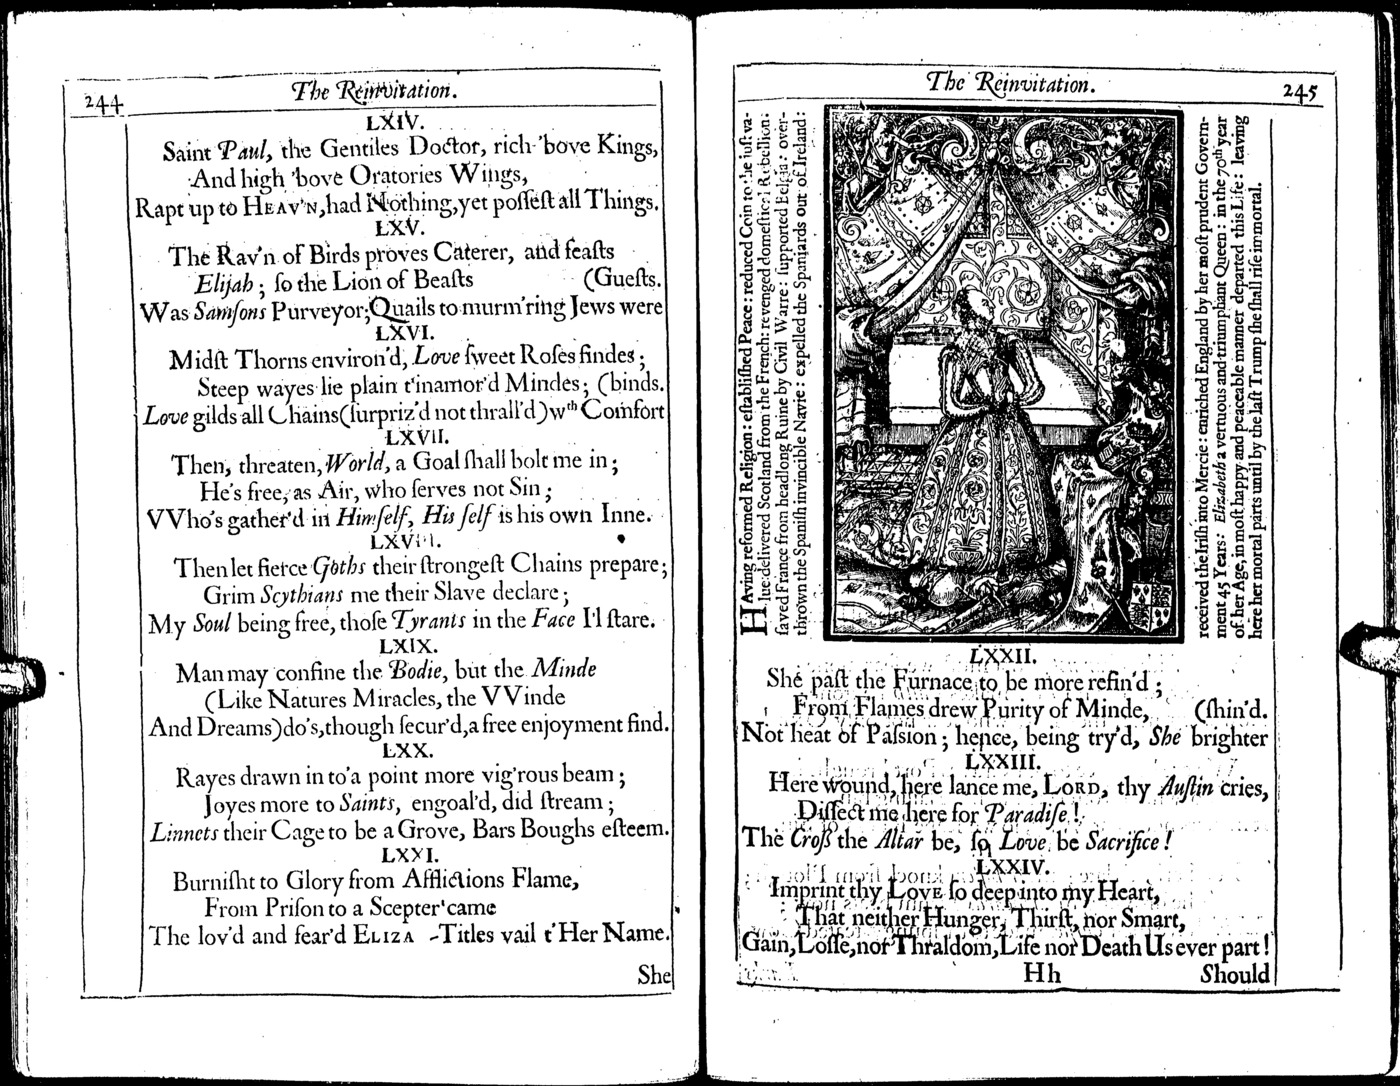 244
The Reinvitation.
LXIV.
Saint Paul, the Gentiles Doctor, rich 'bove Kings,
And high 'bove Oratories Wings,
Rapt up to HEAV'N, had Nothing, yet poſſeſt all Things.
LXV.
The Rav'n of Birds proves Caterer, and feaſts
Elijah; ſo the Lion of Beaſts (Gueſts.
Was Samſons Purveyor; Quails to murm'ring Jews were
LXVI.
Midſt Thorns environ'd, Love ſweet Roſes findes;
Steep wayes lie plain t'inamor'd Mindes; (binds.
Love gilds all Chains (ſurpriz'd not thrall'd) wth Comfort
LXVII.
Then, threaten, World, a Goal ſhall bolt me in;
He's free, as Air, who ſerves not Sin;
VVho's gather'd in Himſelf, His ſelf is his own Inne.
LXVIII.
Then let fierce Goths their ſtrongeſt Chains prepare;
Grim Scythians me their Slave declare;
My Soul being free, thoſe Tyrants in the Face I'l ſtare.
LXIX.
Man may confine the Bodie, but the Minde
(Like Natures Miracles, the VVinde
And Dreams) do's, though ſecur'd, a free enjoyment find.
LXX.
Rayes drawn in to'a point more vig'rous beam;
Joyes more to Saints, engoal'd, did ſtream;
Linnets their Cage to be a Grove, Bars Boughs eſteem.
LXXI.
Burniſht to Glory from Afflictions Flame,
From Priſon to a Scepter 'came
The lov'd and fear'd ELIZA - Titles vail t'Her Name.
She
The Reinvitation.
245
HAving reformed Religion: eſtabliſhed Peace: reduced Coin to the juſt va-
lue: delivered Scotland from the French: revenged domeſtical Rebellion:
ſaved France from headlong Ruine by Civil Warre: ſupported Belgia: over-
thrown the Spaniſh invincible Navie: expelled the Spaniards out of Ireland:
received the Iriſh into Mercie: enriched England by her moſt prudent Govern-
ment 45 Years: Elizabeth a vertuous and triumphant Queen: in the 70th year
of her Age, in moſt happy and peaceable manner departed this Life: leaving
here her mortal parts until by the laſt Trump ſhe ſhall riſe immortal.
LXXII.
She paſt the Furnace to be more refin'd;
From Flames drew Purity of Minde, (ſhin'd.
Not heat of Paſsion; hence, being try'd, She brighter
LXXIII.
Here wound, here lance me, LORD, thy Auſtin cries,
Diſſect me here for Paradiſe!
The Croſs the Altar be, ſo Love be Sacrifice!
LXXIV.
Imprint thy LOVE ſo deep into my Heart,
That neither Hunger, Thirſt, nor Smart,
Gain, Loſſe, nor Thraldom, Life nor Death Us ever part!
Hh Should